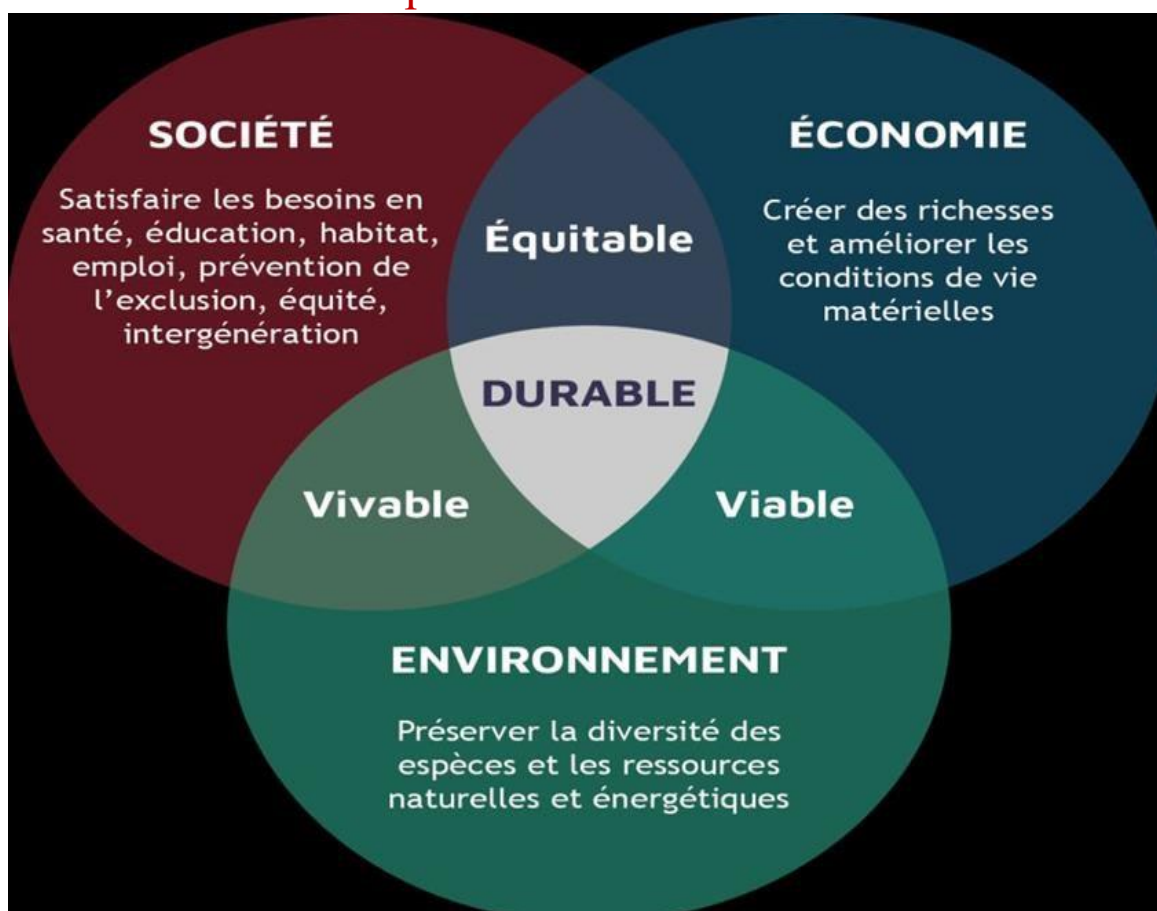 SOCIÉTÉ
Satisfaire les besoins en
santé, éducation, habitat,
emploi, prévention de
l'exclusion, équité,
intergénération
Équitable
ÉCONOMIE
Créer des richesses
et améliorer les
conditions de vie
matérielles
DURABLE
Vivable
Viable
ENVIRONNEMENT
Préserver la diversité des
espèces et les ressources
naturelles et énergétiques